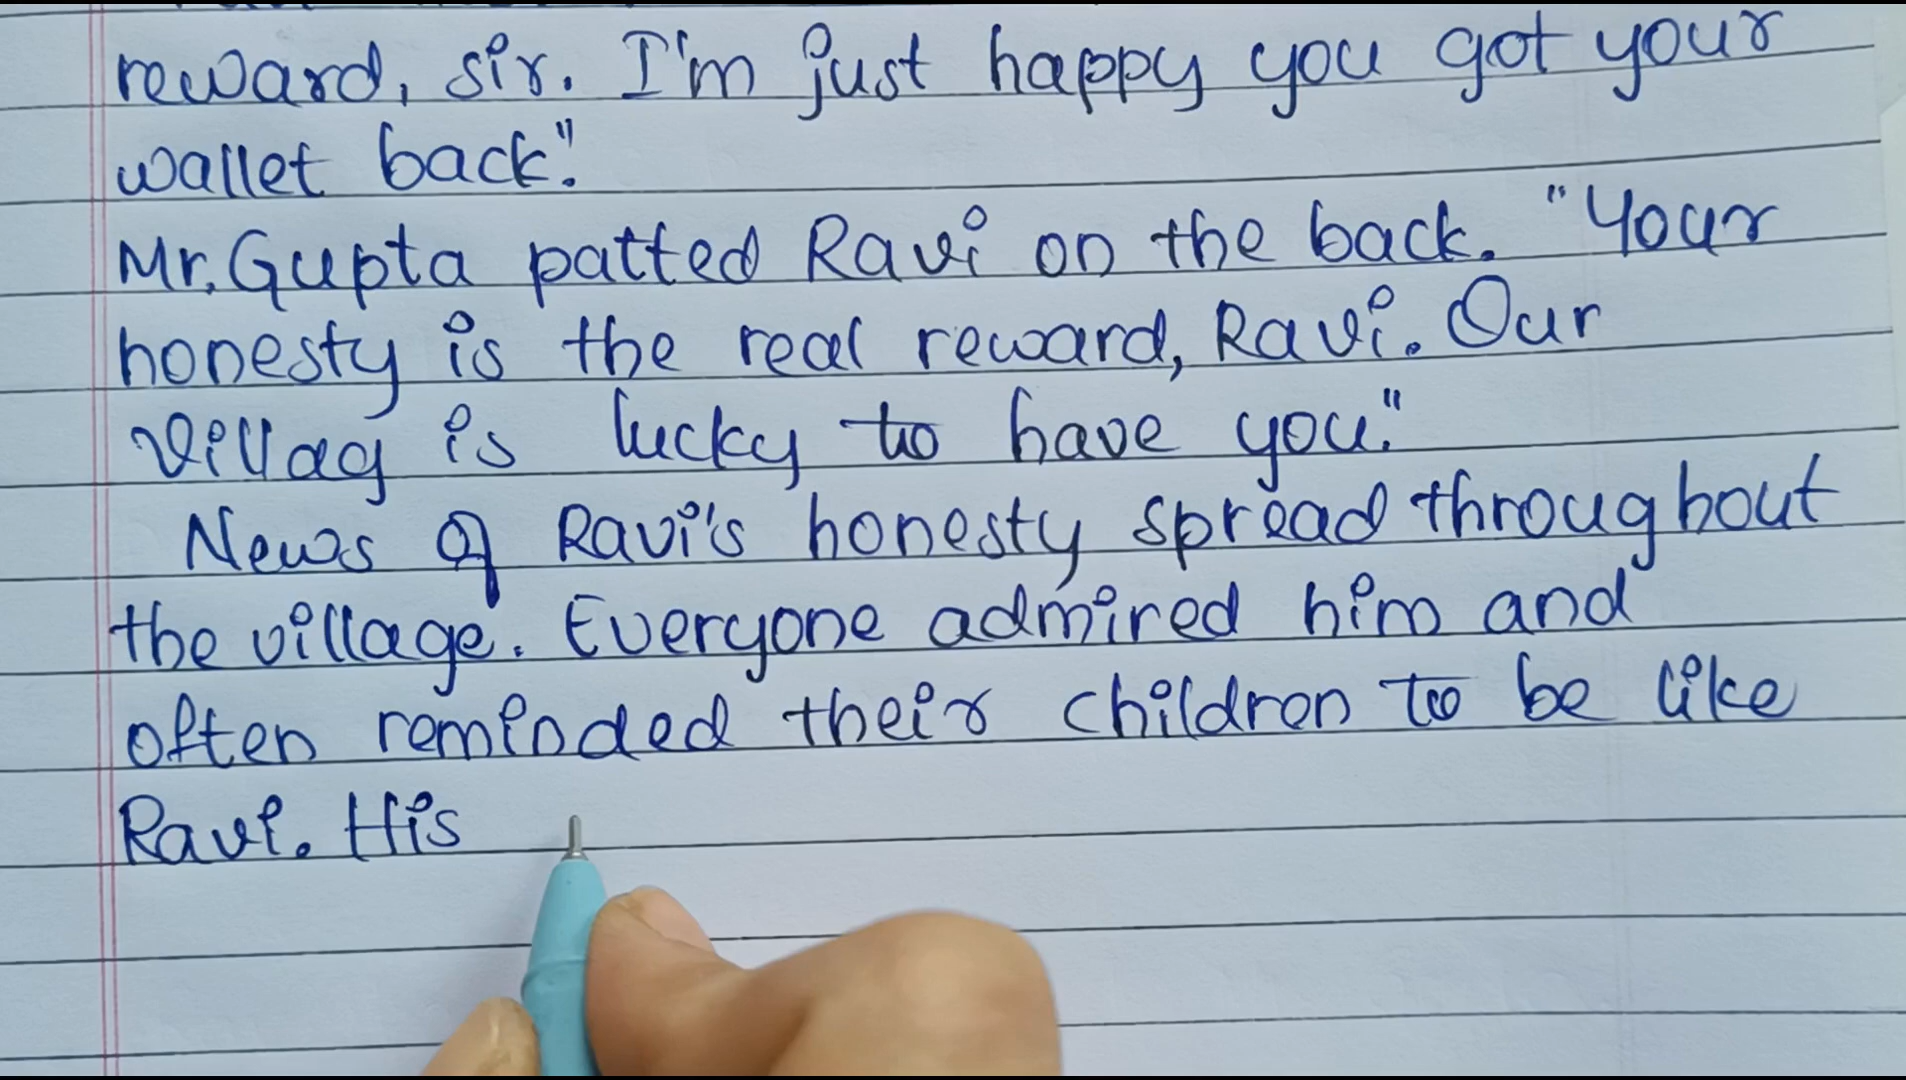 reward, sir. I'm just happy you got your
wallet back."
Mr. Gupta patted Ravi on the back. "Your
honesty is the real reward, Ravi. Our
villag is lucky to have you."
News of Ravi's honesty spread throughout
the village. Everyone admired him and
often reminded their children to be like
Ravi. His